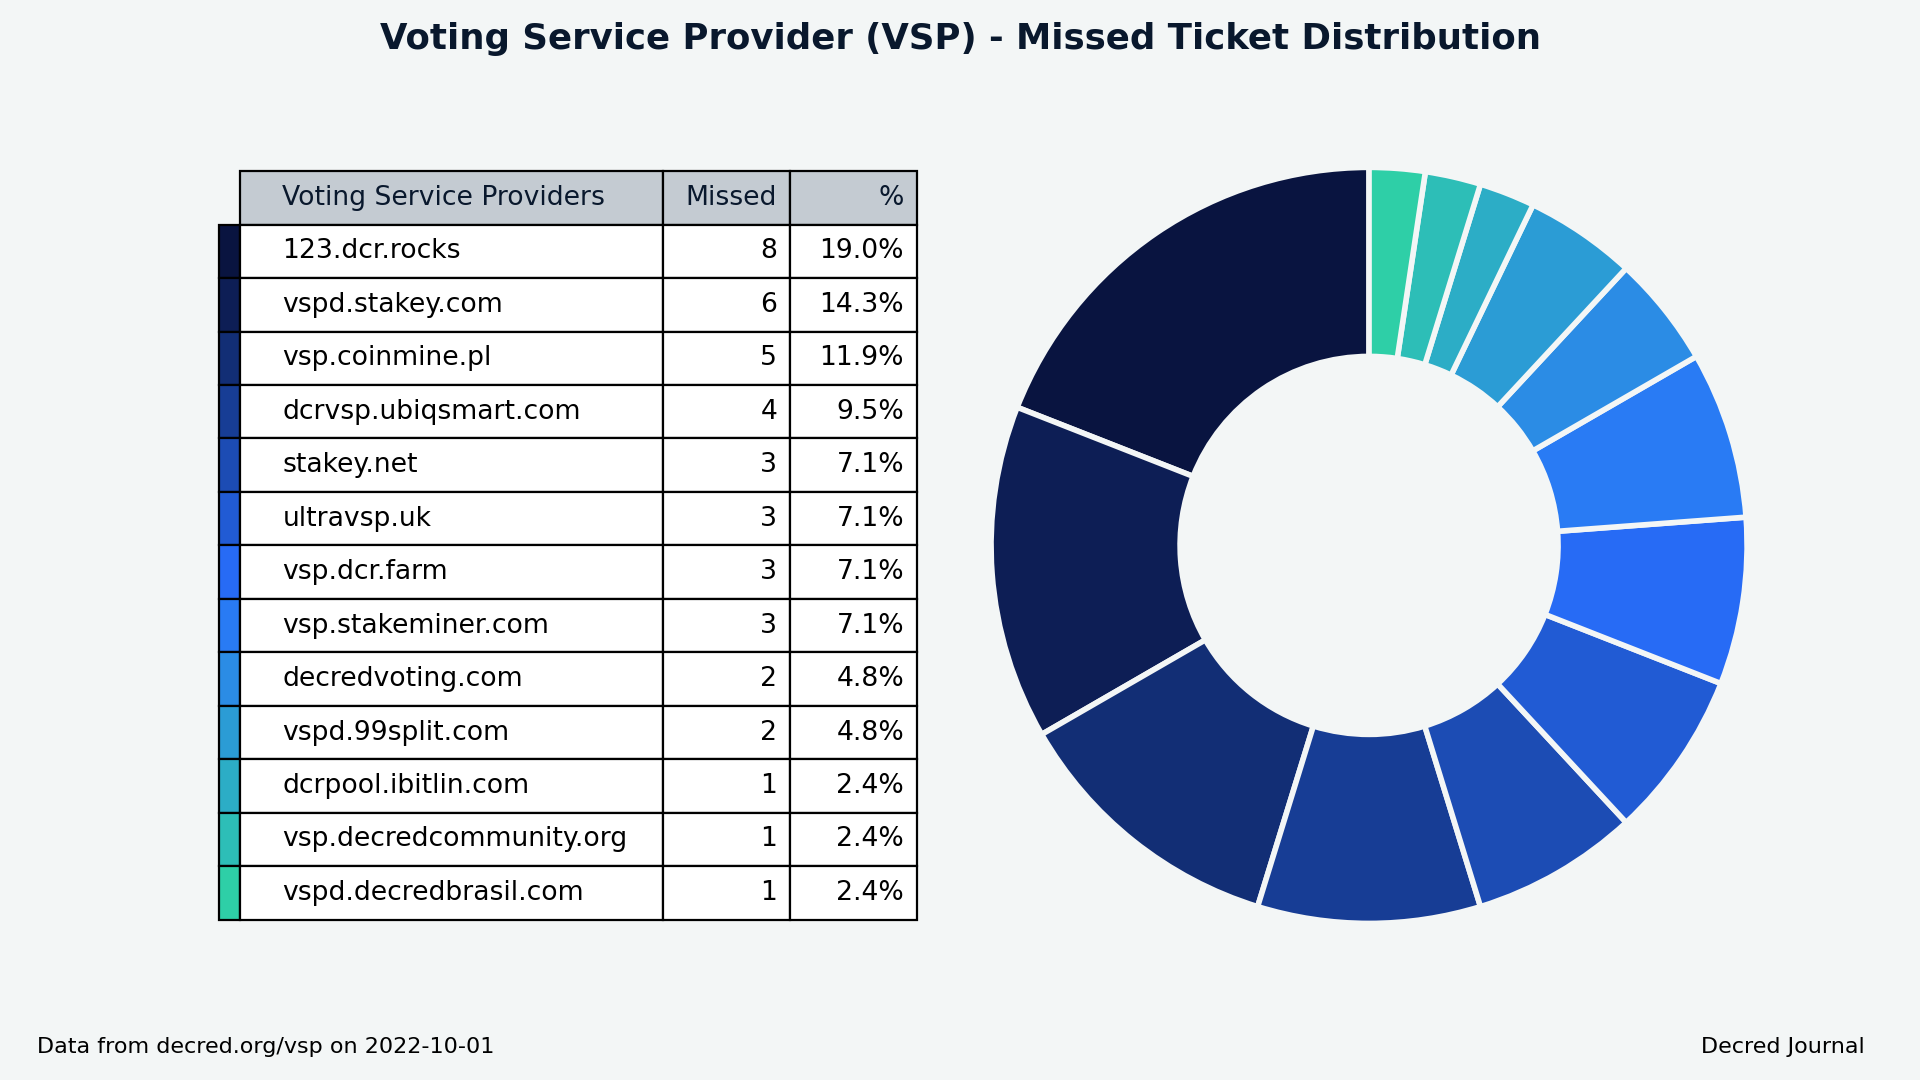 Voting Service Provider (VSP) - Missed Ticket Distribution
Voting Service Providers Missed %
123.dcr.rocks 8 19.0%
vspd.stakey.com 6 14.3%
vsp.coinmine.pl 5 11.9%
dcrvsp.ubiqsmart.com 4 9.5%
stakey.net 3 7.1%
ultravsp.uk 3 7.1%
vsp.dcr.farm 3 7.1%
vsp.stakeminer.com 3 7.1%
decredvoting.com 2 4.8%
vspd.99split.com 2 4.8%
dcrpool.ibitlin.com 1 2.4%
vsp.decredcommunity.org 1 2.4%
vspd.decredbrasil.com 1 2.4%
Data from decred.org/vsp on 2022-10-01
Decred Journal